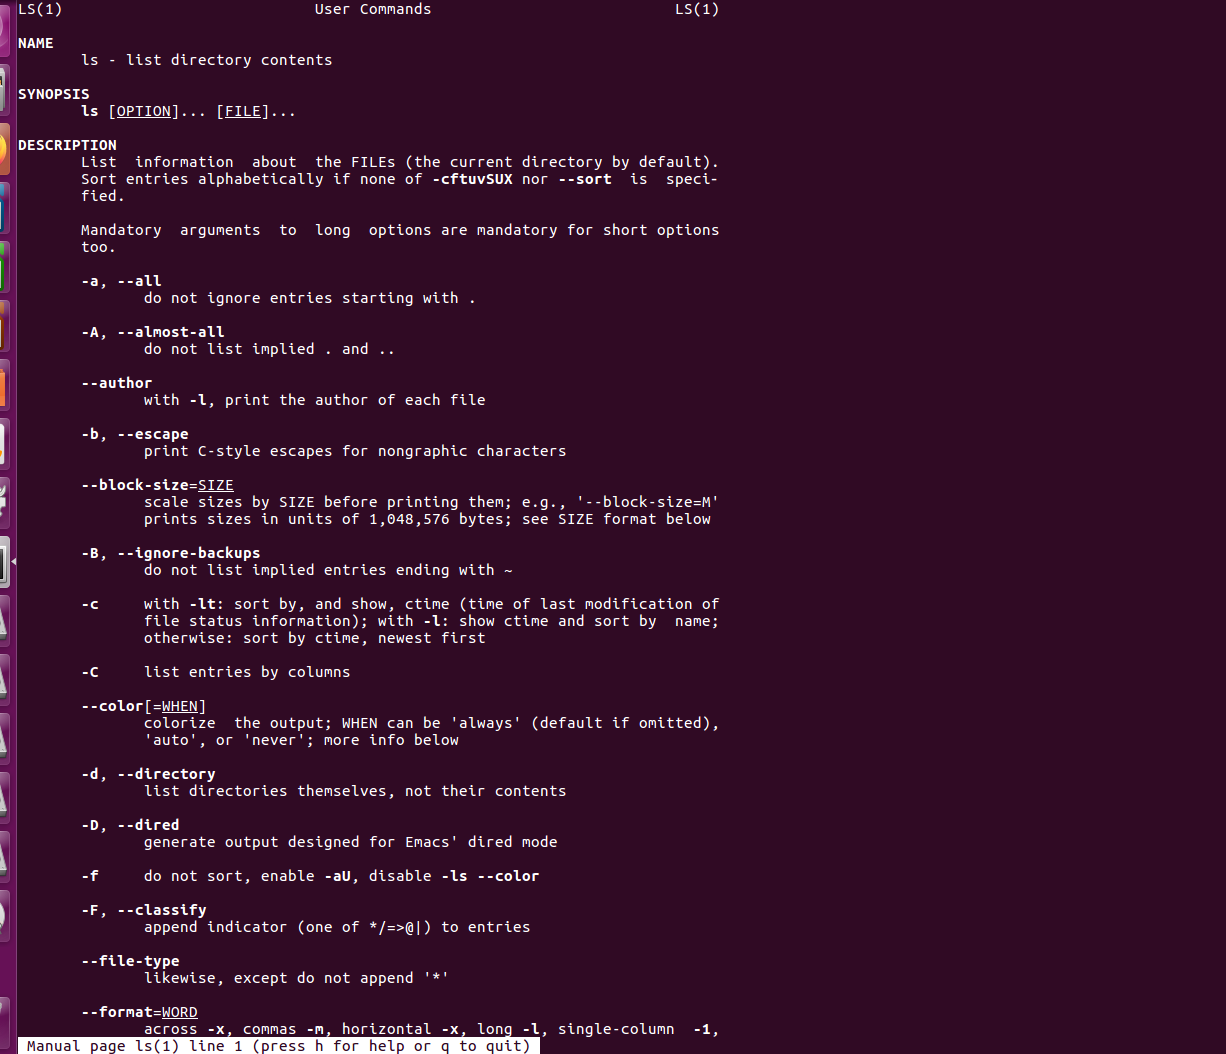 LS(1)                            User Commands                           LS(1)
NAME
ls - list directory contents
SYNOPSIS
ls [OPTION]... [FILE]...
DESCRIPTION
List  information  about  the FILEs (the current directory by default).
Sort entries alphabetically if none of -cftuvSUX nor --sort  is  speci-
fied.
Mandatory  arguments  to  long  options are mandatory for short options
too.
-a, --all
do not ignore entries starting with .
-A, --almost-all
do not list implied . and ..
--author
with -l, print the author of each file
-b, --escape
print C-style escapes for nongraphic characters
--block-size=SIZE
scale sizes by SIZE before printing them; e.g., '--block-size=M'
prints sizes in units of 1,048,576 bytes; see SIZE format below
-B, --ignore-backups
do not list implied entries ending with ~
-c     with -lt: sort by, and show, ctime (time of last modification of
file status information); with -l: show ctime and sort by  name;
otherwise: sort by ctime, newest first
-C     list entries by columns
--color[=WHEN]
colorize  the output; WHEN can be 'always' (default if omitted),
'auto', or 'never'; more info below
-d, --directory
list directories themselves, not their contents
-D, --dired
generate output designed for Emacs' dired mode
-f     do not sort, enable -aU, disable -ls --color
-F, --classify
append indicator (one of */=>@|) to entries
--file-type
likewise, except do not append '*'
--format=WORD
across -x, commas -m, horizontal -x, long -l, single-column  -1,
Manual page ls(1) line 1 (press h for help or q to quit)